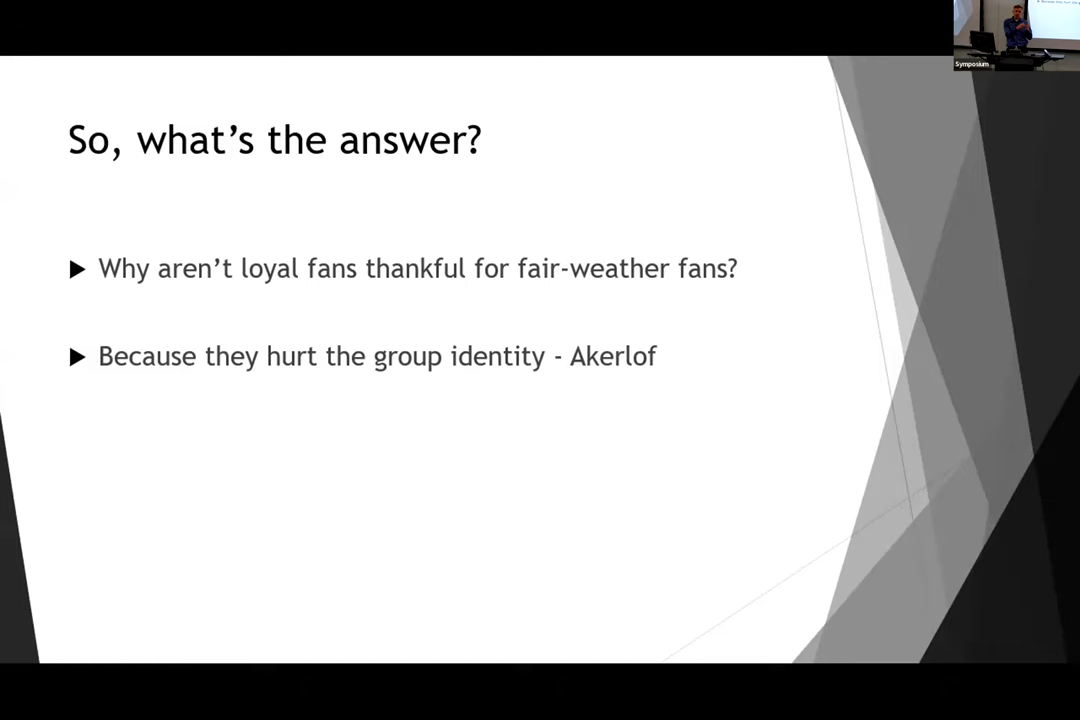 Symposium
So, what’s the answer?
Why aren’t loyal fans thankful for fair-weather fans?
Because they hurt the group identity - Akerlof